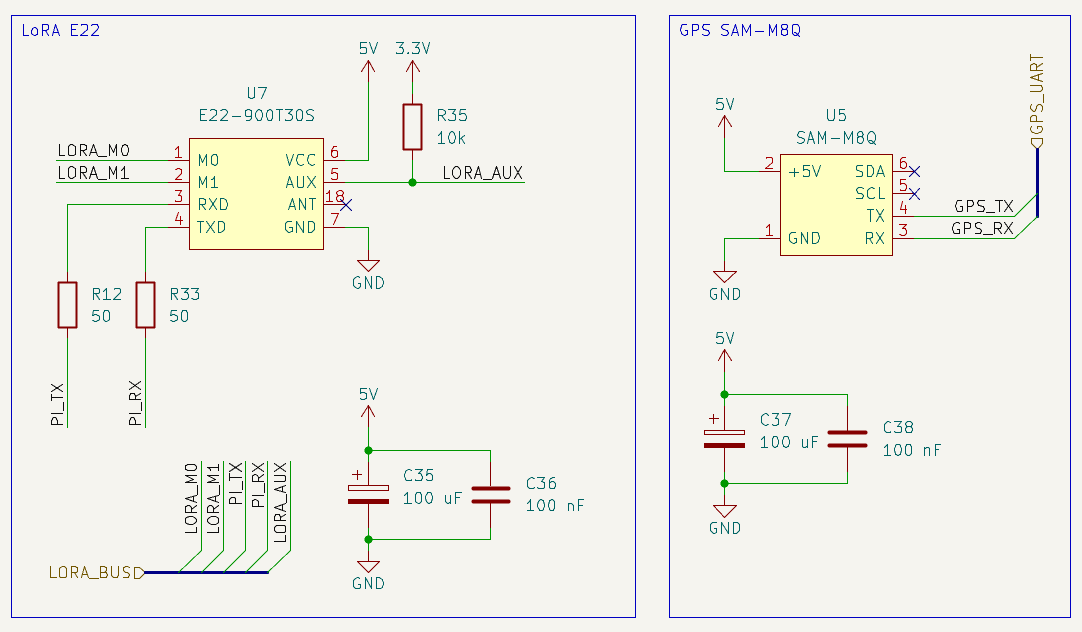 LoRA E22
5V
3.3V
U7
E22-900T30S
R35
10k
LORA_M0
LORA_M1
LORA_AUX
1 M0
2 M1
3 RXD
4 TXD
VCC 6
AUX 5
ANT 18
GND 7
GND
R12
50
R33
50
PI_TX
PI_RX
5V
C35
100 uF
C36
100 nF
+
GND
LORA_M0
LORA_M1
PI_TX
PI_RX
LORA_AUX
LORA_BUS
GPS SAM-M8Q
GPS_UART
5V
U5
SAM-M8Q
2 +5V
1 GND
SDA 6
SCL 5
TX 4
RX 3
GPS_TX
GPS_RX
GND
5V
+
C37
100 uF
C38
100 nF
GND